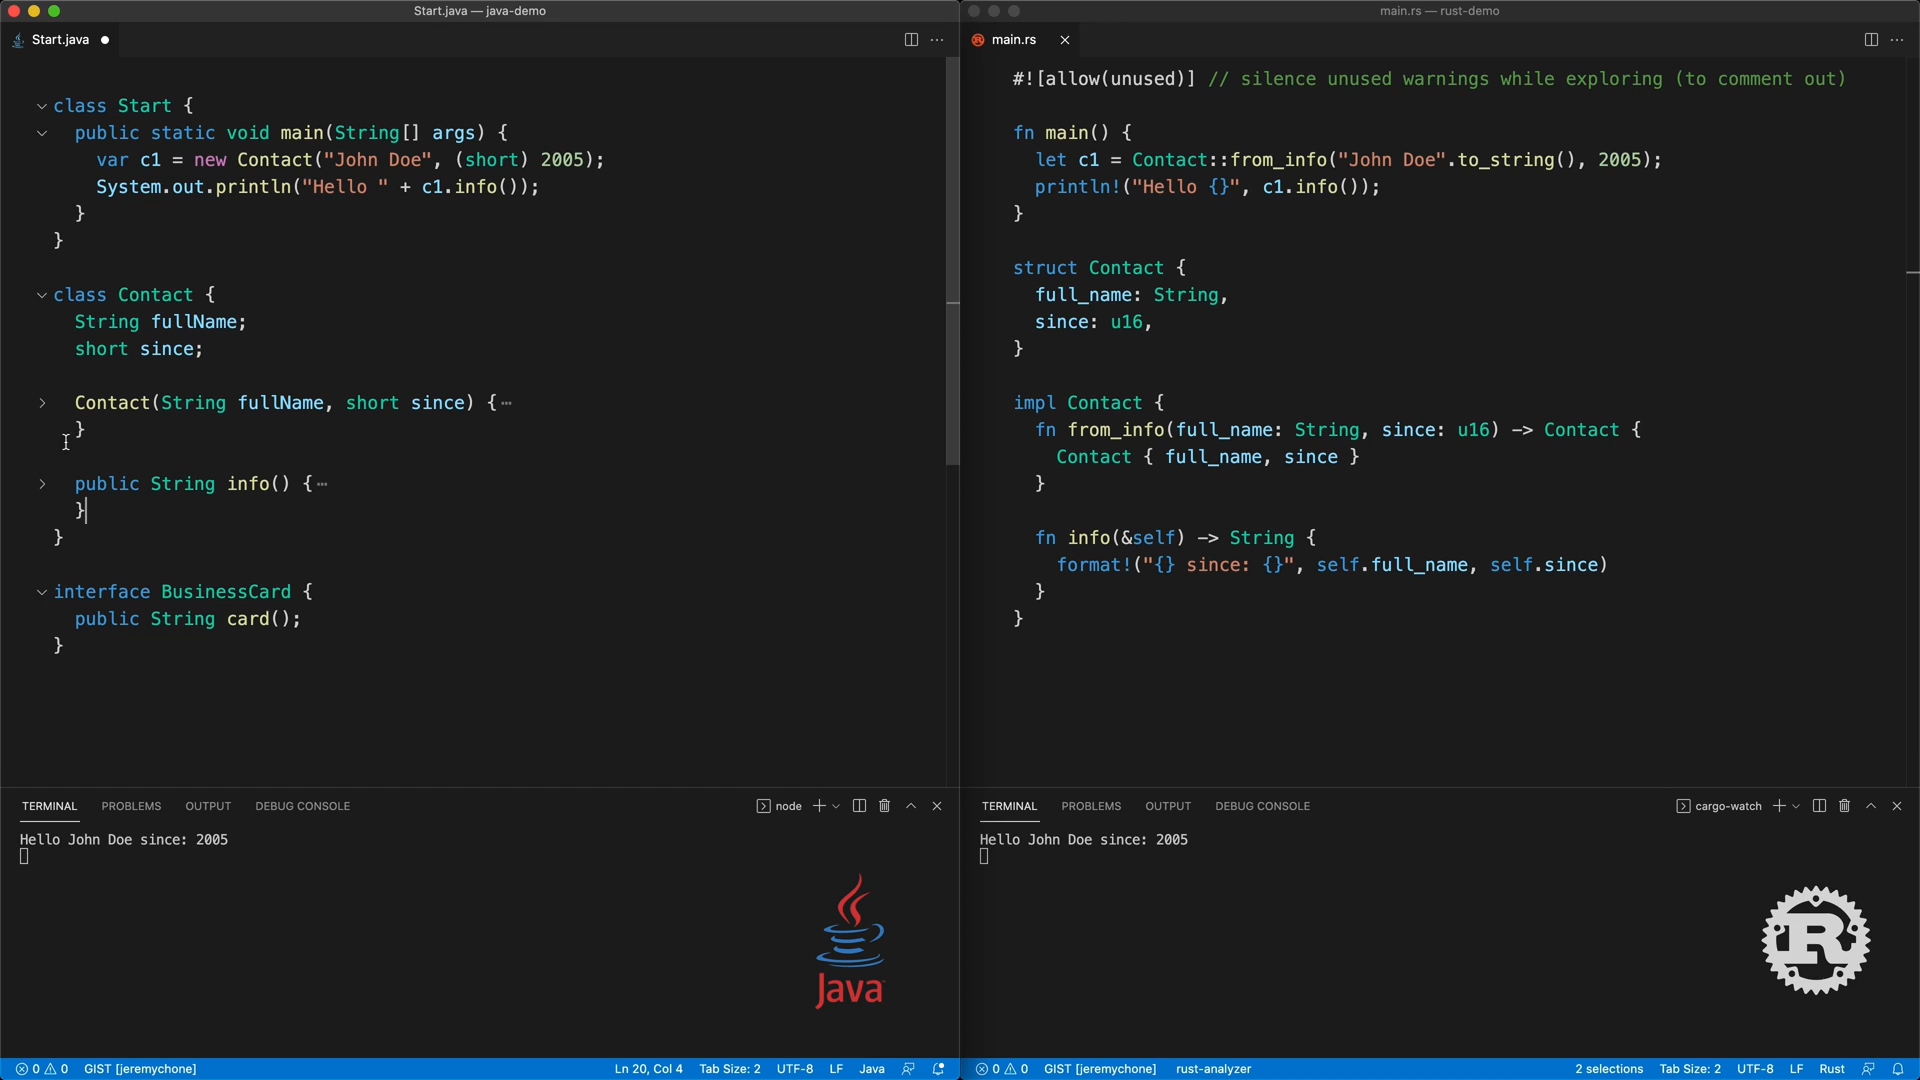 Start.java — java-demo
Start.java
class Start {
public static void main(String[] args) {
var c1 = new Contact("John Doe", (short) 2005);
System.out.println("Hello " + c1.info());
}
}
class Contact {
String fullName;
short since;
Contact(String fullName, short since) {⋯
}
public String info() {⋯
}
}
interface BusinessCard {
public String card();
}
TERMINAL PROBLEMS OUTPUT DEBUG CONSOLE node
Hello John Doe since: 2005
Java
0 0 GIST [jeremychone] Ln 20, Col 4 Tab Size: 2 UTF-8 LF Java
main.rs — rust-demo
main.rs
#![allow(unused)] // silence unused warnings while exploring (to comment out)
fn main() {
let c1 = Contact::from_info("John Doe".to_string(), 2005);
println!("Hello {}", c1.info());
}
struct Contact {
full_name: String,
since: u16,
}
impl Contact {
fn from_info(full_name: String, since: u16) -> Contact {
Contact { full_name, since }
}
fn info(&self) -> String {
format!("{} since: {}", self.full_name, self.since)
}
}
TERMINAL PROBLEMS OUTPUT DEBUG CONSOLE cargo-watch
Hello John Doe since: 2005
R
0 0 GIST [jeremychone] rust-analyzer 2 selections Tab Size: 2 UTF-8 LF Rust